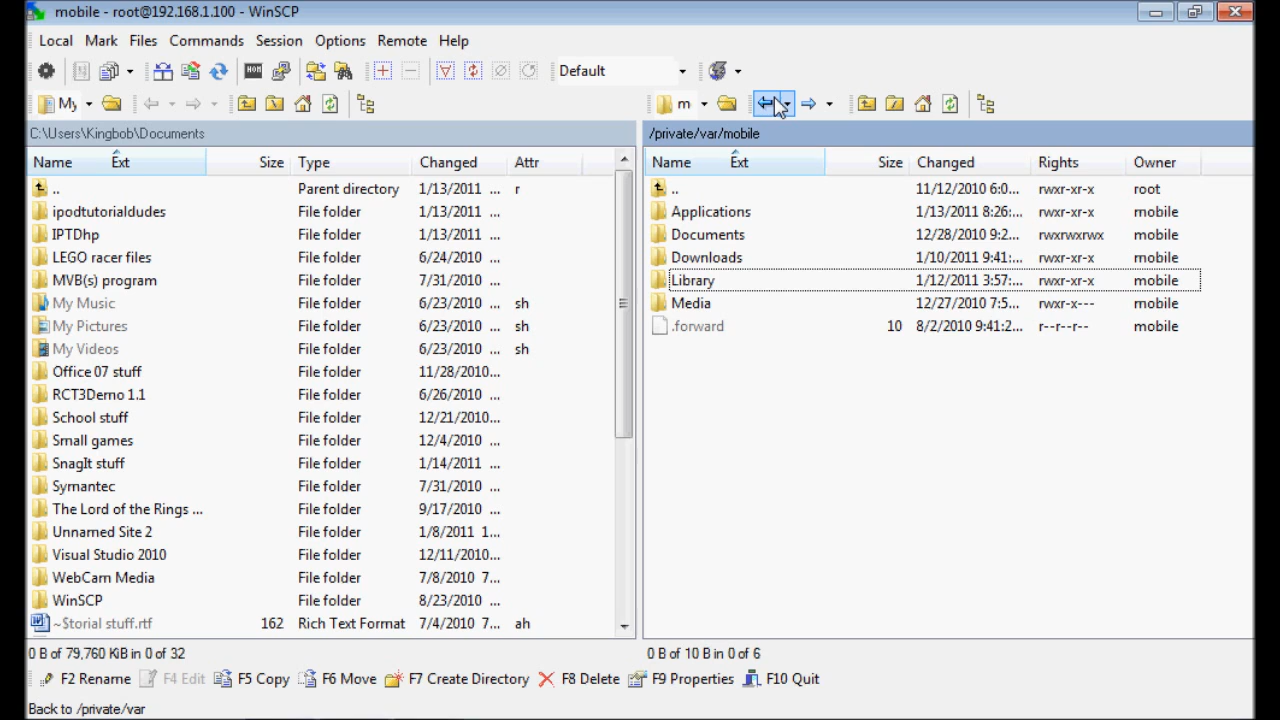 mobile - root@192.168.1.100 - WinSCP
Local Mark Files Commands Session Options Remote Help
Default
My m
C:\Users\Kingbob\Documents /private/var/mobile
Name Ext Size Type Changed Attr Name Ext Size Changed Rights Owner
.. Parent directory 1/13/2011 ... r .. 11/12/2010 6:0... rwxr-xr-x root
ipodtutorialdudes File folder 1/13/2011 ... Applications 1/13/2011 8:26:... rwxr-xr-x mobile
IPTDhp File folder 1/13/2011 ... Documents 12/28/2010 9:2... rwxrwxrwx mobile
LEGO racer files File folder 6/24/2010 ... Downloads 1/10/2011 9:41:... rwxr-xr-x mobile
MVB(s) program File folder 7/31/2010 ... Library 1/12/2011 3:57:... rwxr-xr-x mobile
My Music File folder 6/23/2010 ... sh Media 12/27/2010 7:5... rwxr-x--- mobile
My Pictures File folder 6/23/2010 ... sh .forward 10 8/2/2010 9:41:2... r--r--r-- mobile
My Videos File folder 6/23/2010 ... sh
Office 07 stuff File folder 11/28/2010...
RCT3Demo 1.1 File folder 6/26/2010 ...
School stuff File folder 12/21/2010...
Small games File folder 12/4/2010 ...
SnagIt stuff File folder 1/14/2011 ...
Symantec File folder 7/31/2010 ...
The Lord of the Rings ... File folder 9/17/2010 ...
Unnamed Site 2 File folder 1/8/2011 1...
Visual Studio 2010 File folder 12/11/2010...
WebCam Media File folder 7/8/2010 7...
WinSCP File folder 8/23/2010 ...
~$torial stuff.rtf 162 Rich Text Format 7/4/2010 7... ah
0 B of 79,760 KiB in 0 of 32 0 B of 10 B in 0 of 6
F2 Rename F4 Edit F5 Copy F6 Move F7 Create Directory F8 Delete F9 Properties F10 Quit
Back to /private/var